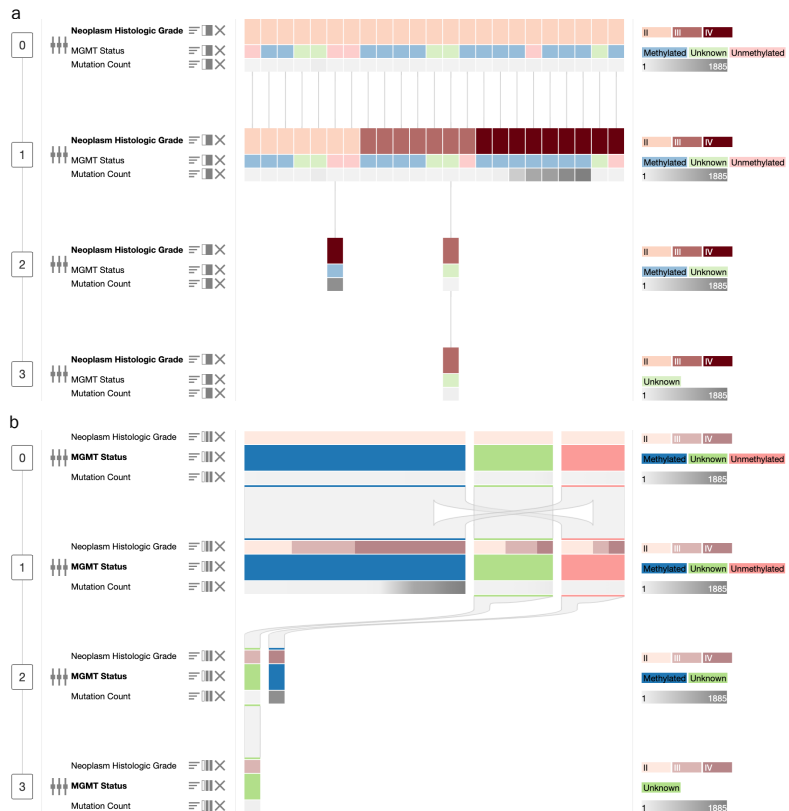 a
0
Neoplasm Histologic Grade
MGMT Status
Mutation Count
II III IV
Methylated Unknown Unmethylated
1 1885
1
Neoplasm Histologic Grade
MGMT Status
Mutation Count
II III IV
Methylated Unknown Unmethylated
1 1885
2
Neoplasm Histologic Grade
MGMT Status
Mutation Count
II III IV
Methylated Unknown
1 1885
3
Neoplasm Histologic Grade
MGMT Status
Mutation Count
II III IV
Unknown
1 1885
b
0
Neoplasm Histologic Grade
MGMT Status
Mutation Count
II III IV
Methylated Unknown Unmethylated
1 1885
1
Neoplasm Histologic Grade
MGMT Status
Mutation Count
II III IV
Methylated Unknown Unmethylated
1 1885
2
Neoplasm Histologic Grade
MGMT Status
Mutation Count
II III IV
Methylated Unknown
1 1885
3
Neoplasm Histologic Grade
MGMT Status
Mutation Count
II III IV
Unknown
1 1885